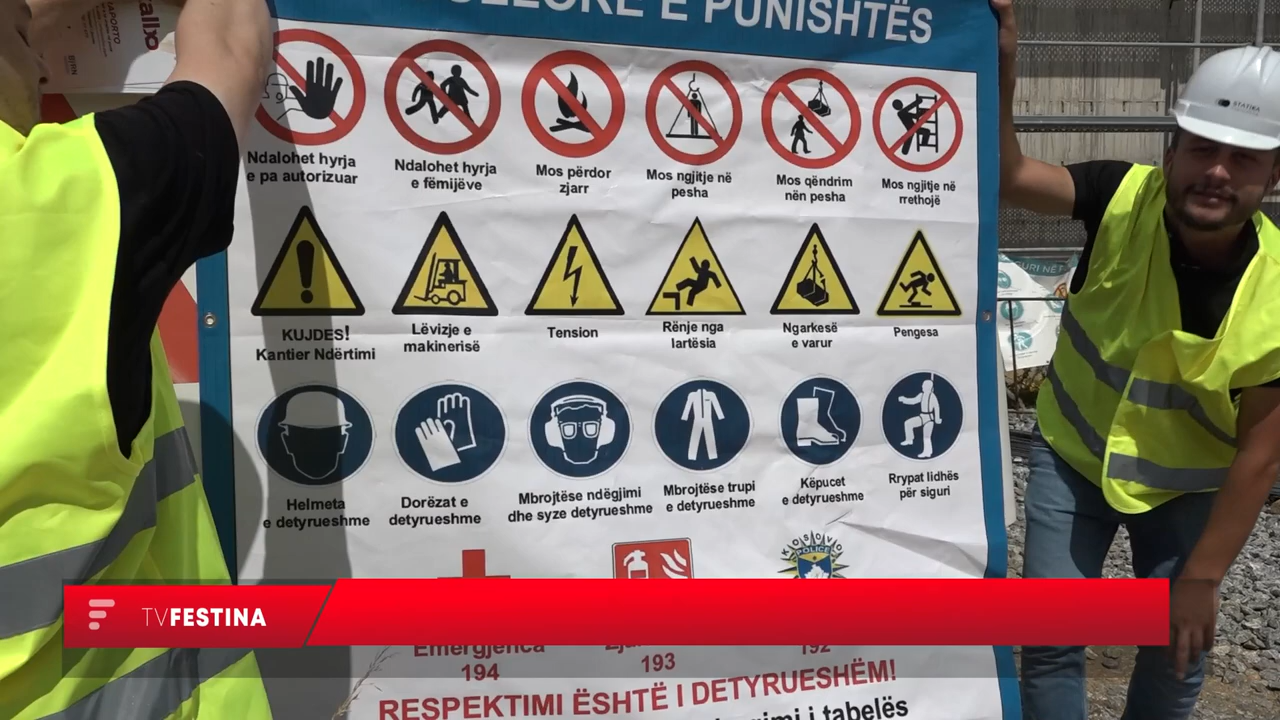 E PUNISHTËS
Ndalohet hyrja
e pa autorizuar
Ndalohet hyrja
e fëmijëve
Mos përdor
zjarr
Mos ngjitje në
pesha
Mos qëndrim
nën pesha
Mos ngjitje në
rrethojë
KUJDES!
Kantier Ndërtimi
Lëvizje e
makinerisë
Tension
Rënje nga
lartësia
Ngarkesë
e varur
Pengesa
Helmeta
e detyrueshme
Dorëzat e
detyrueshme
Mbrojtëse ndëgjimi
dhe syze detyrueshme
Mbrojtëse trupi
e detyrueshme
Këpucet
e detyrueshme
Rrypat lidhës
për siguri
KOSOVO
POLICE
TVFESTINA
Emergjenca
194
193
192
RESPEKTIMI ËSHTË I DETYRUESHËM!
i tabelës
STATIKA